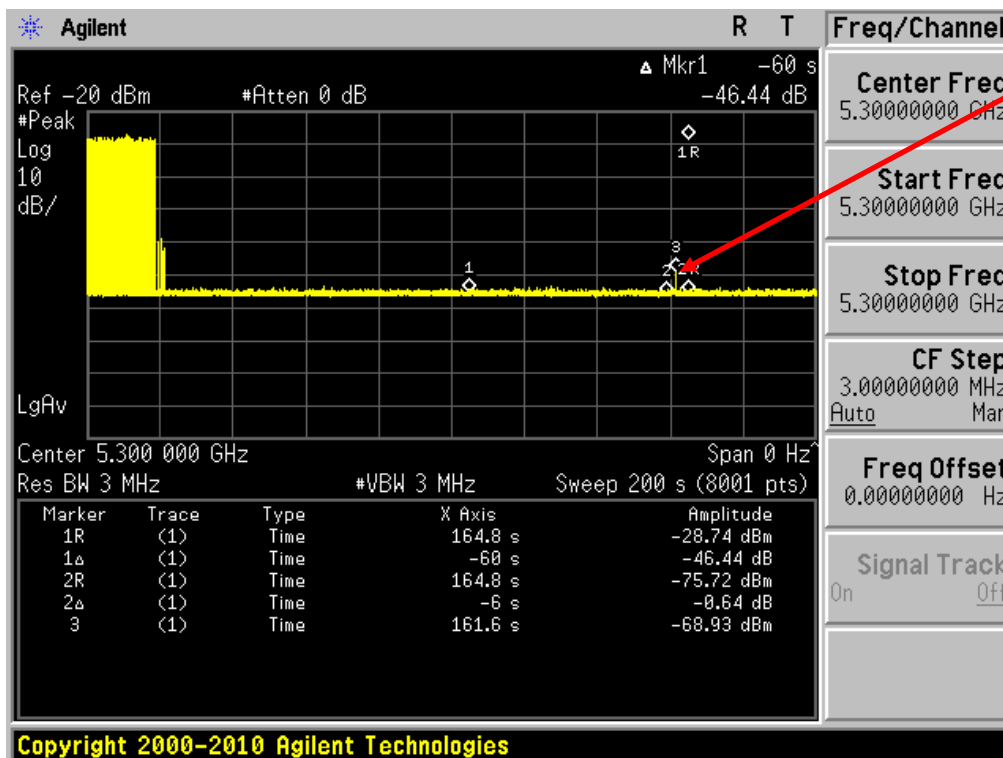 Agilent R T Freq/Channel
Δ Mkr1 -60 s
Ref -20 dBm #Atten 0 dB -46.44 dB
#Peak
Log
10
dB/
1R
3
1 2 2R
LgAv
Center 5.300 000 GHz Span 0 Hz^
Res BW 3 MHz #VBW 3 MHz Sweep 200 s (8001 pts)
Marker Trace Type X Axis Amplitude
1R (1) Time 164.8 s -28.74 dBm
1Δ (1) Time -60 s -46.44 dB
2R (1) Time 164.8 s -75.72 dBm
2Δ (1) Time -6 s -0.64 dB
3 (1) Time 161.6 s -68.93 dBm
Center Freq
5.30000000 GHz
Start Freq
5.30000000 GHz
Stop Freq
5.30000000 GHz
CF Step
3.00000000 MHz
Auto Man
Freq Offset
0.00000000 Hz
Signal Track
On Off
Copyright 2000-2010 Agilent Technologies